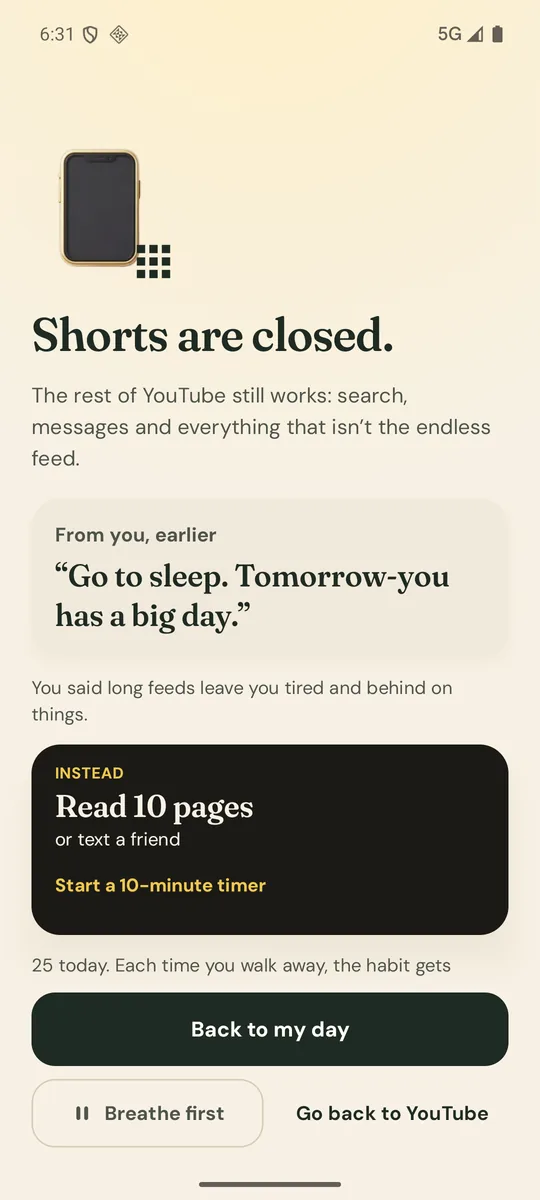 6:31
5G
Shorts are closed.
The rest of YouTube still works: search,
messages and everything that isn’t the endless
feed.
From you, earlier
“Go to sleep. Tomorrow-you
has a big day.”
You said long feeds leave you tired and behind on
things.
INSTEAD
Read 10 pages
or text a friend
Start a 10-minute timer
25 today. Each time you walk away, the habit gets
Back to my day
Breathe first
Go back to YouTube